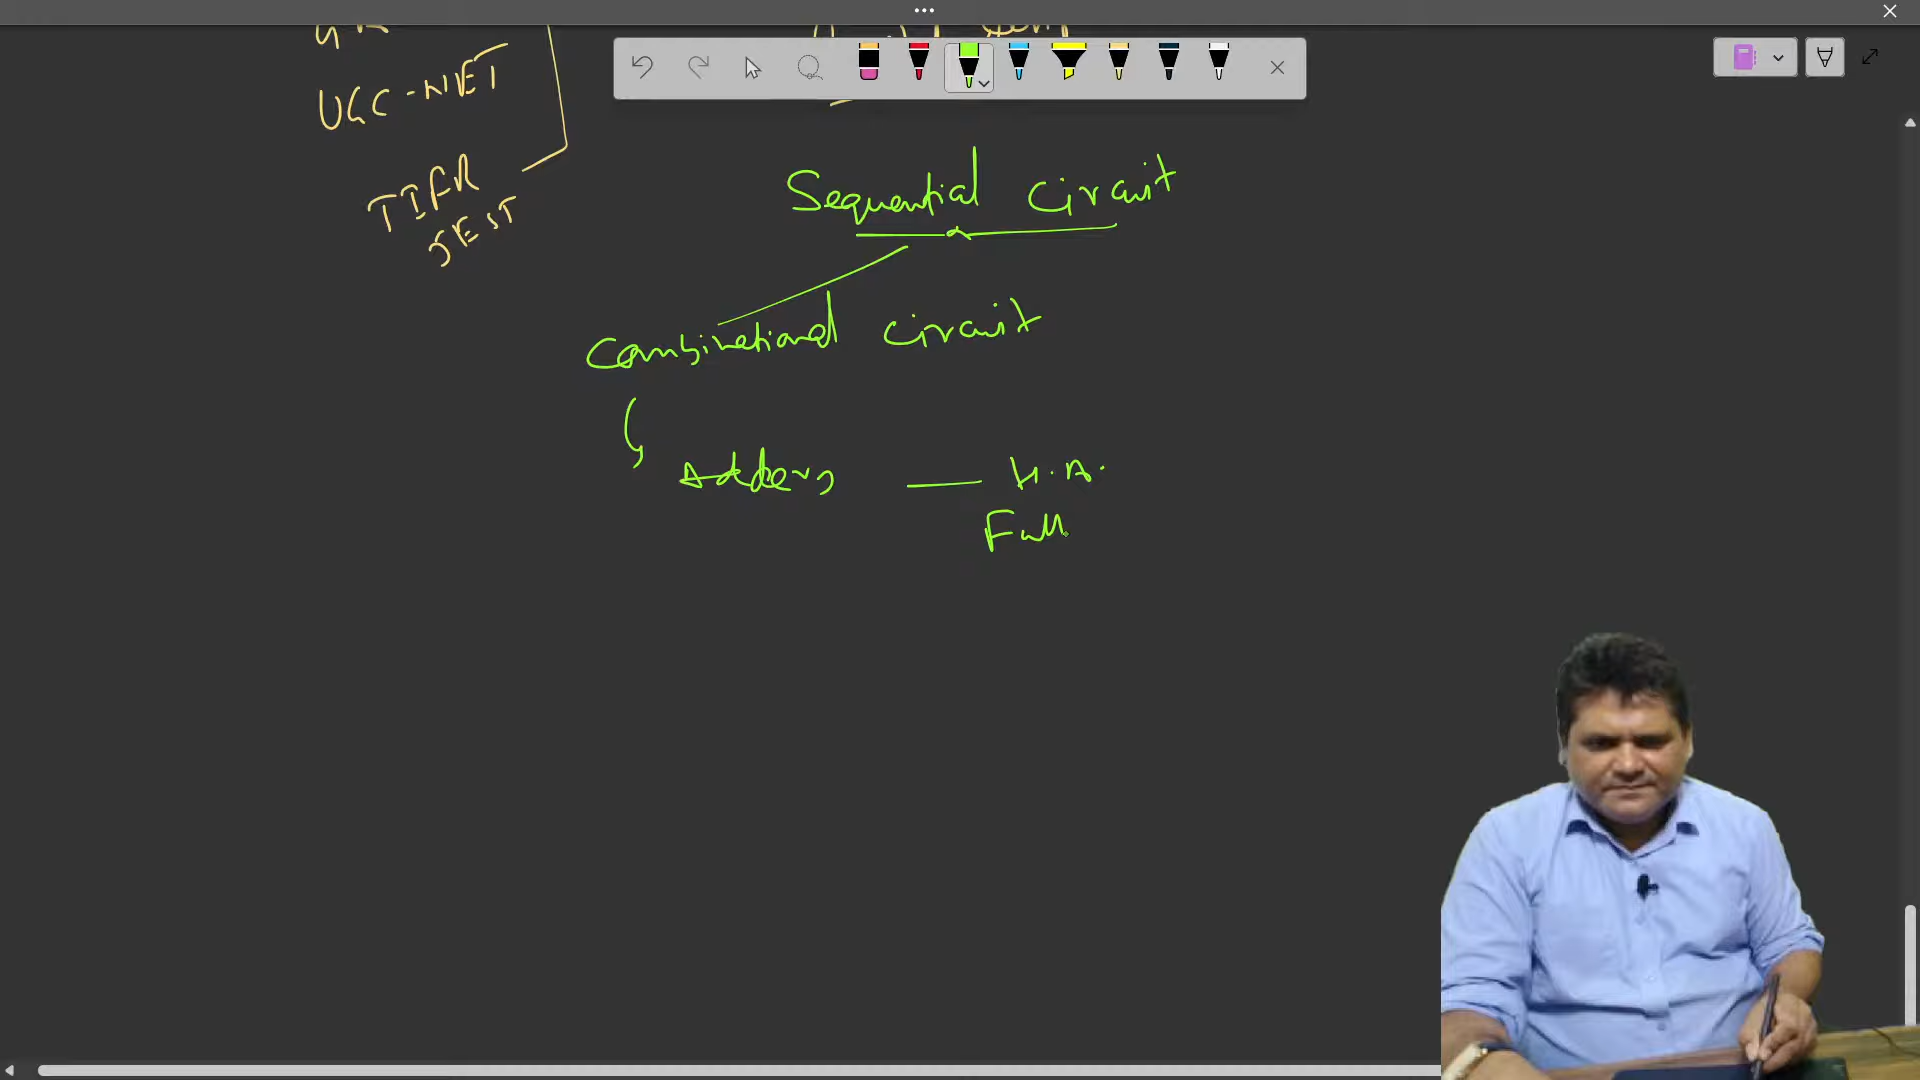 UGC-NET
TIFR
JEST
Sequential Circuit
Combinational Circuit
Adders — H.A.
Full